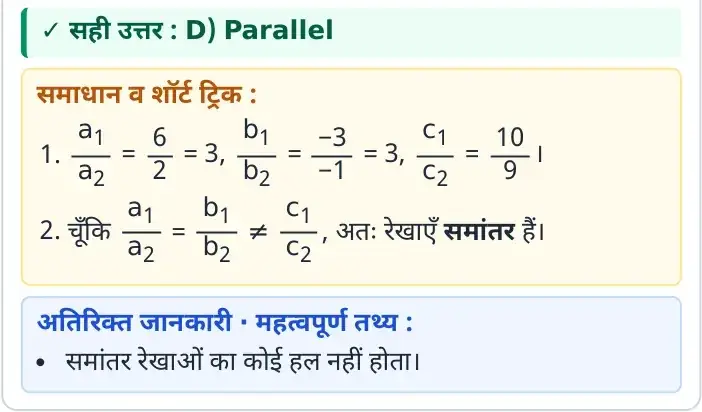 ✓ सही उत्तर : D) Parallel
समाधान व शॉर्ट ट्रिक :
1. a₁/a₂ = 6/2 = 3, b₁/b₂ = −3/−1 = 3, c₁/c₂ = 10/9 ।
2. चूँकि a₁/a₂ = b₁/b₂ ≠ c₁/c₂, अतः रेखाएँ समांतर हैं।
अतिरिक्त जानकारी · महत्वपूर्ण तथ्य :
• समांतर रेखाओं का कोई हल नहीं होता।